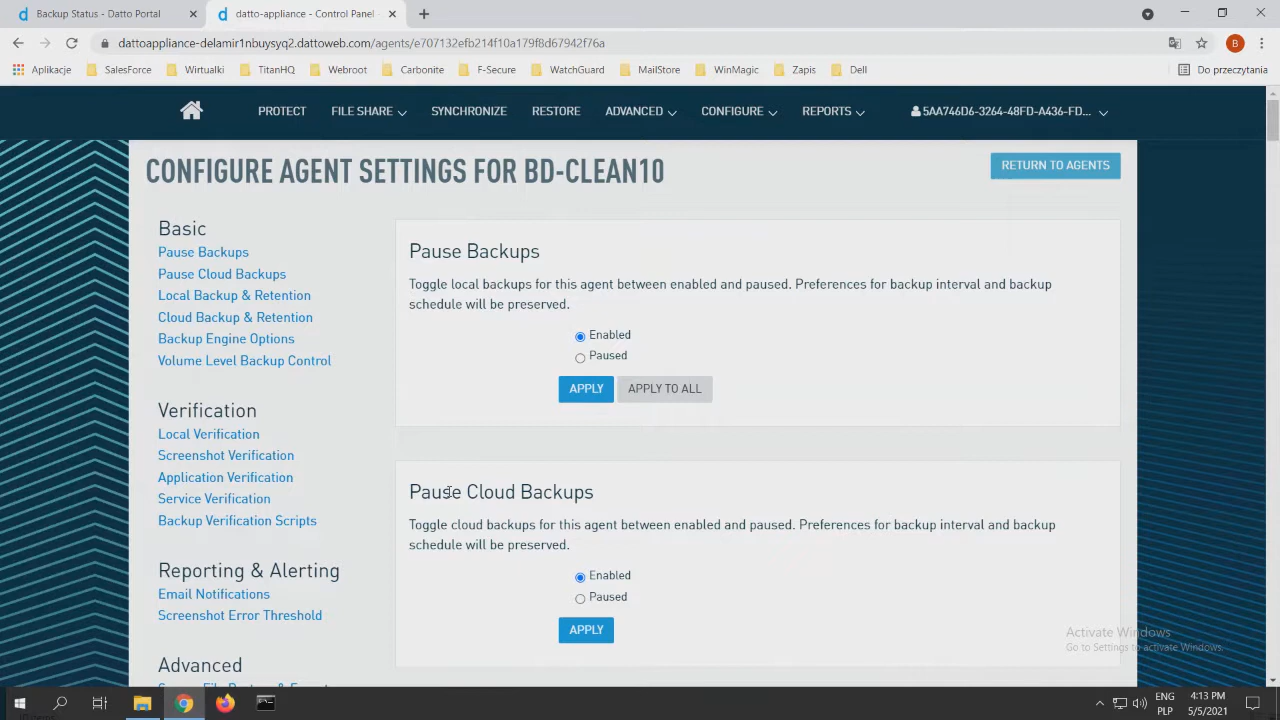 Backup Status - Datto Portal
datto-appliance - Control Panel -
dattoappliance-delamir1nbuysyq2.dattoweb.com/agents/e707132efb214f10a179f8d67942f76a
B
Aplikacje
SalesForce
Wirtualki
TitanHQ
Webroot
Carbonite
F-Secure
WatchGuard
MailStore
WinMagic
Zapis
Dell
Do przeczytania
PROTECT
FILE SHARE
SYNCHRONIZE
RESTORE
ADVANCED
CONFIGURE
REPORTS
5AA746D6-3264-48FD-A436-FD...
CONFIGURE AGENT SETTINGS FOR BD-CLEAN10
RETURN TO AGENTS
Basic
Pause Backups
Pause Cloud Backups
Local Backup & Retention
Cloud Backup & Retention
Backup Engine Options
Volume Level Backup Control
Verification
Local Verification
Screenshot Verification
Application Verification
Service Verification
Backup Verification Scripts
Reporting & Alerting
Email Notifications
Screenshot Error Threshold
Advanced
Pause Backups
Toggle local backups for this agent between enabled and paused. Preferences for backup interval and backup
schedule will be preserved.
Enabled
Paused
APPLY
APPLY TO ALL
Pause Cloud Backups
Toggle cloud backups for this agent between enabled and paused. Preferences for backup interval and backup
schedule will be preserved.
Enabled
Paused
APPLY
Activate Windows
Go to Settings to activate Windows.
ENG
PLP
4:13 PM
5/5/2021